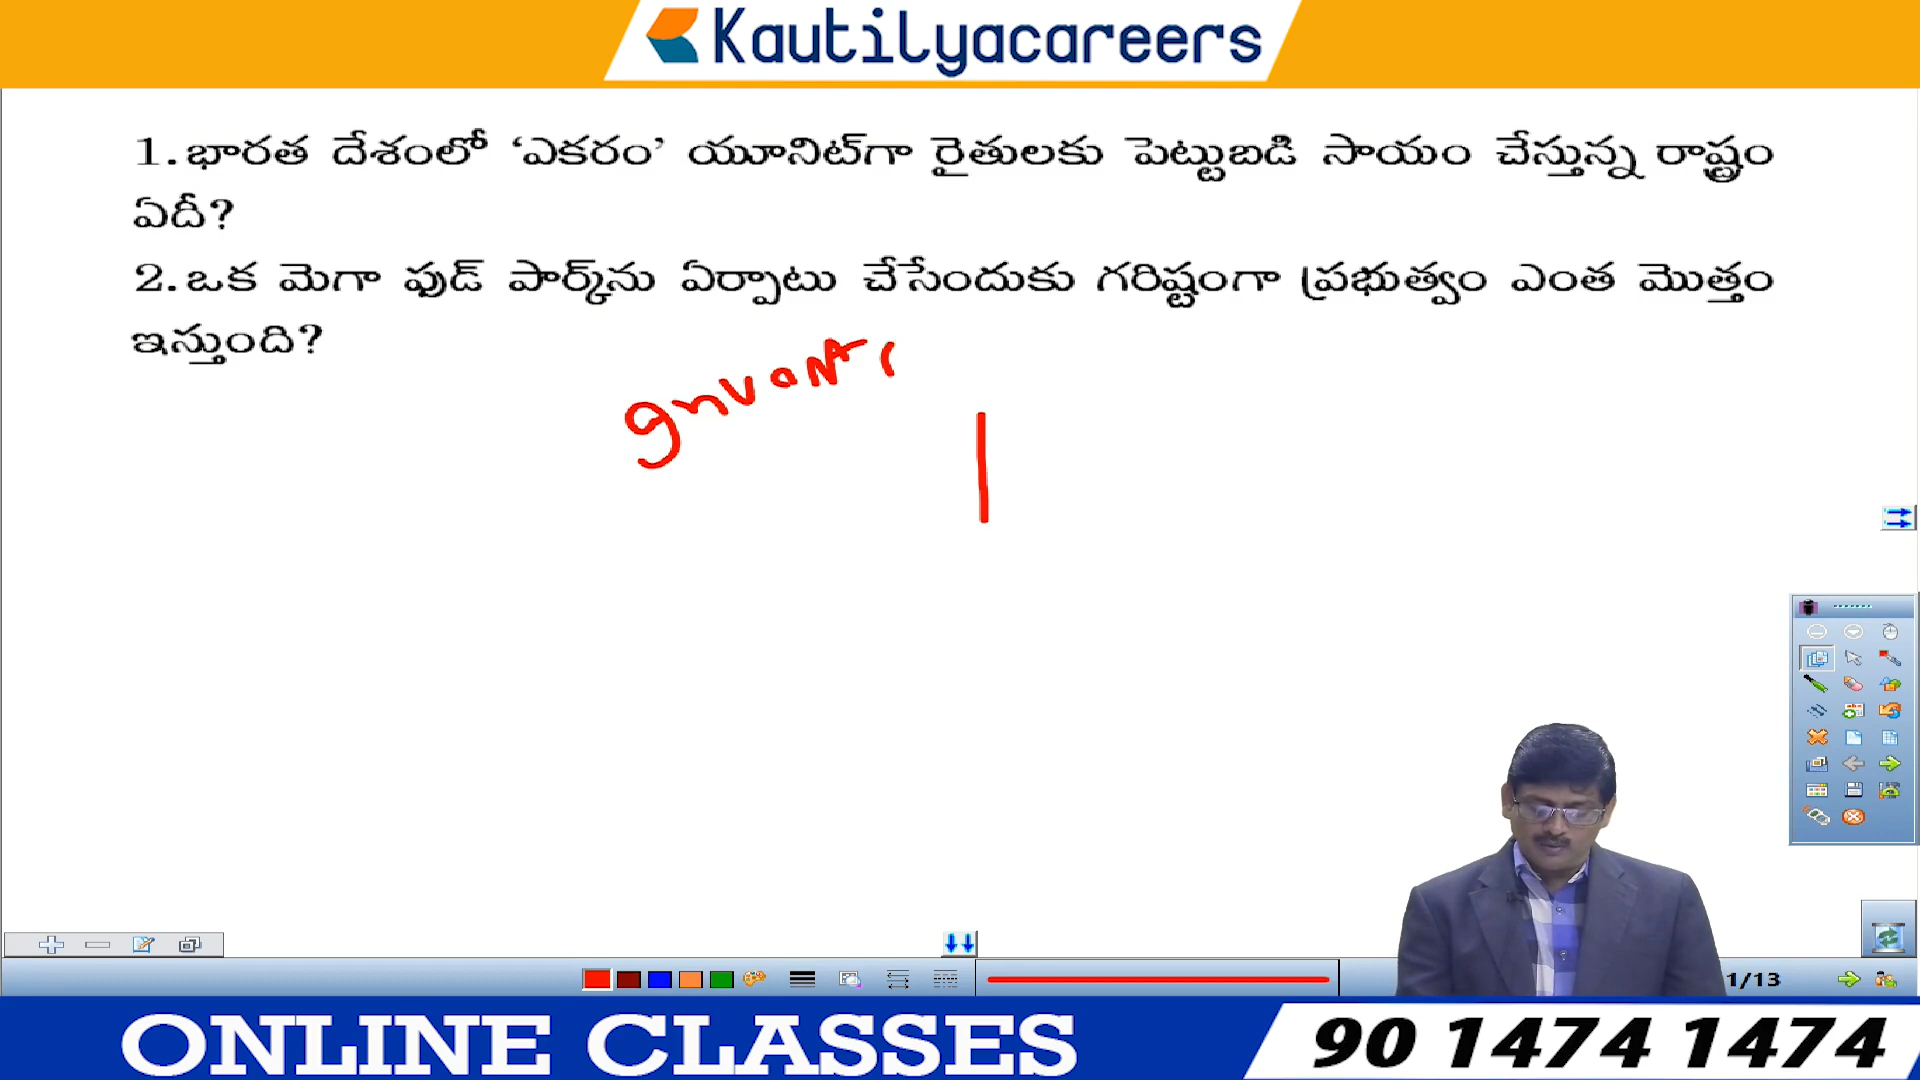 Kautilyacareers
1.భారత దేశంలో ‘ఎకరం’ యూనిట్‌గా రైతులకు పెట్టుబడి సాయం చేస్తున్న రాష్ట్రం
ఏదీ?
2.ఒక మెగా ఫుడ్ పార్క్‌ను ఏర్పాటు చేసేందుకు గరిష్టంగా ప్రభుత్వం ఎంత మొత్తం
ఇస్తుంది?
1/13
ONLINE CLASSES
90 1474 1474